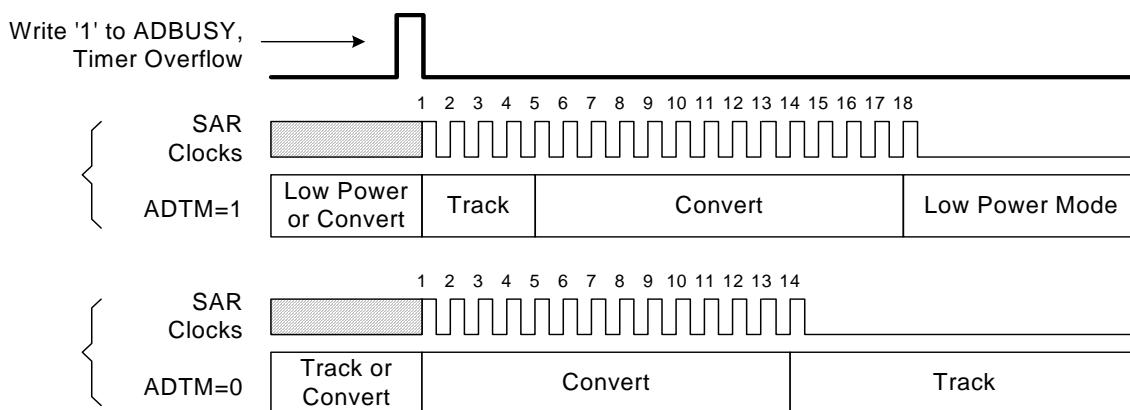 Write '1' to ADBUSY,
Timer Overflow
1 2 3 4 5 6 7 8 9 10 11 12 13 14 15 16 17 18
SAR
Clocks
ADTM=1
Low Power
or Convert
Track
Convert
Low Power Mode
1 2 3 4 5 6 7 8 9 10 11 12 13 14
SAR
Clocks
ADTM=0
Track or
Convert
Convert
Track